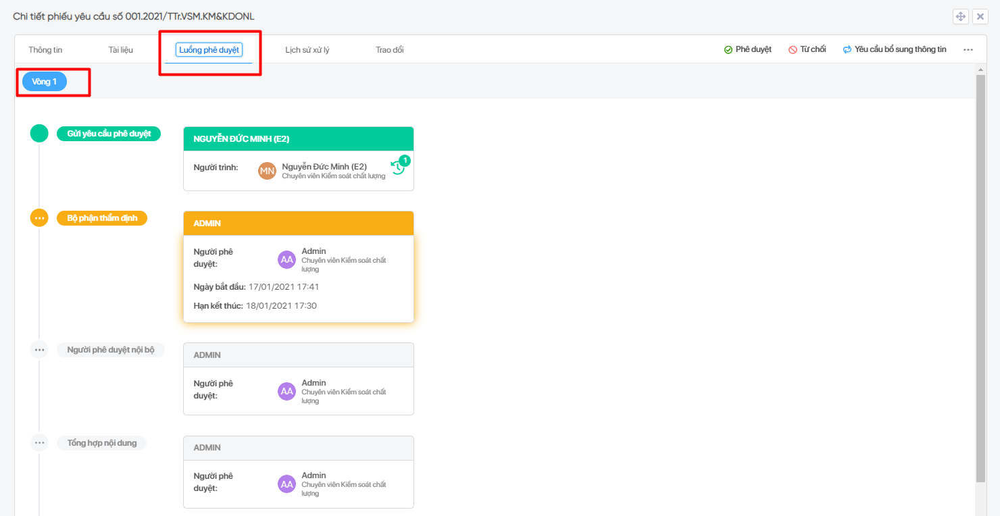 Chi tiết phiếu yêu cầu số 001.2021/TTr.VSM.KM&KDONL
Thông tin
Tài liệu
Luồng phê duyệt
Lịch sử xử lý
Trao đổi
Phê duyệt
Từ chối
Yêu cầu bổ sung thông tin
Vòng 1
Gửi yêu cầu phê duyệt
NGUYỄN ĐỨC MINH (E2)
Người trình:
MN
Nguyễn Đức Minh (E2)
Chuyên viên Kiểm soát chất lượng
1
Bộ phận thẩm định
ADMIN
Người phê
duyệt:
AA
Admin
Chuyên viên Kiểm soát chất
lượng
Ngày bắt đầu: 17/01/2021 17:41
Hạn kết thúc: 18/01/2021 17:30
Người phê duyệt nội bộ
ADMIN
Người phê
duyệt:
AA
Admin
Chuyên viên Kiểm soát chất
lượng
Tổng hợp nội dung
ADMIN
Người phê
duyệt:
AA
Admin
Chuyên viên Kiểm soát chất
lượng